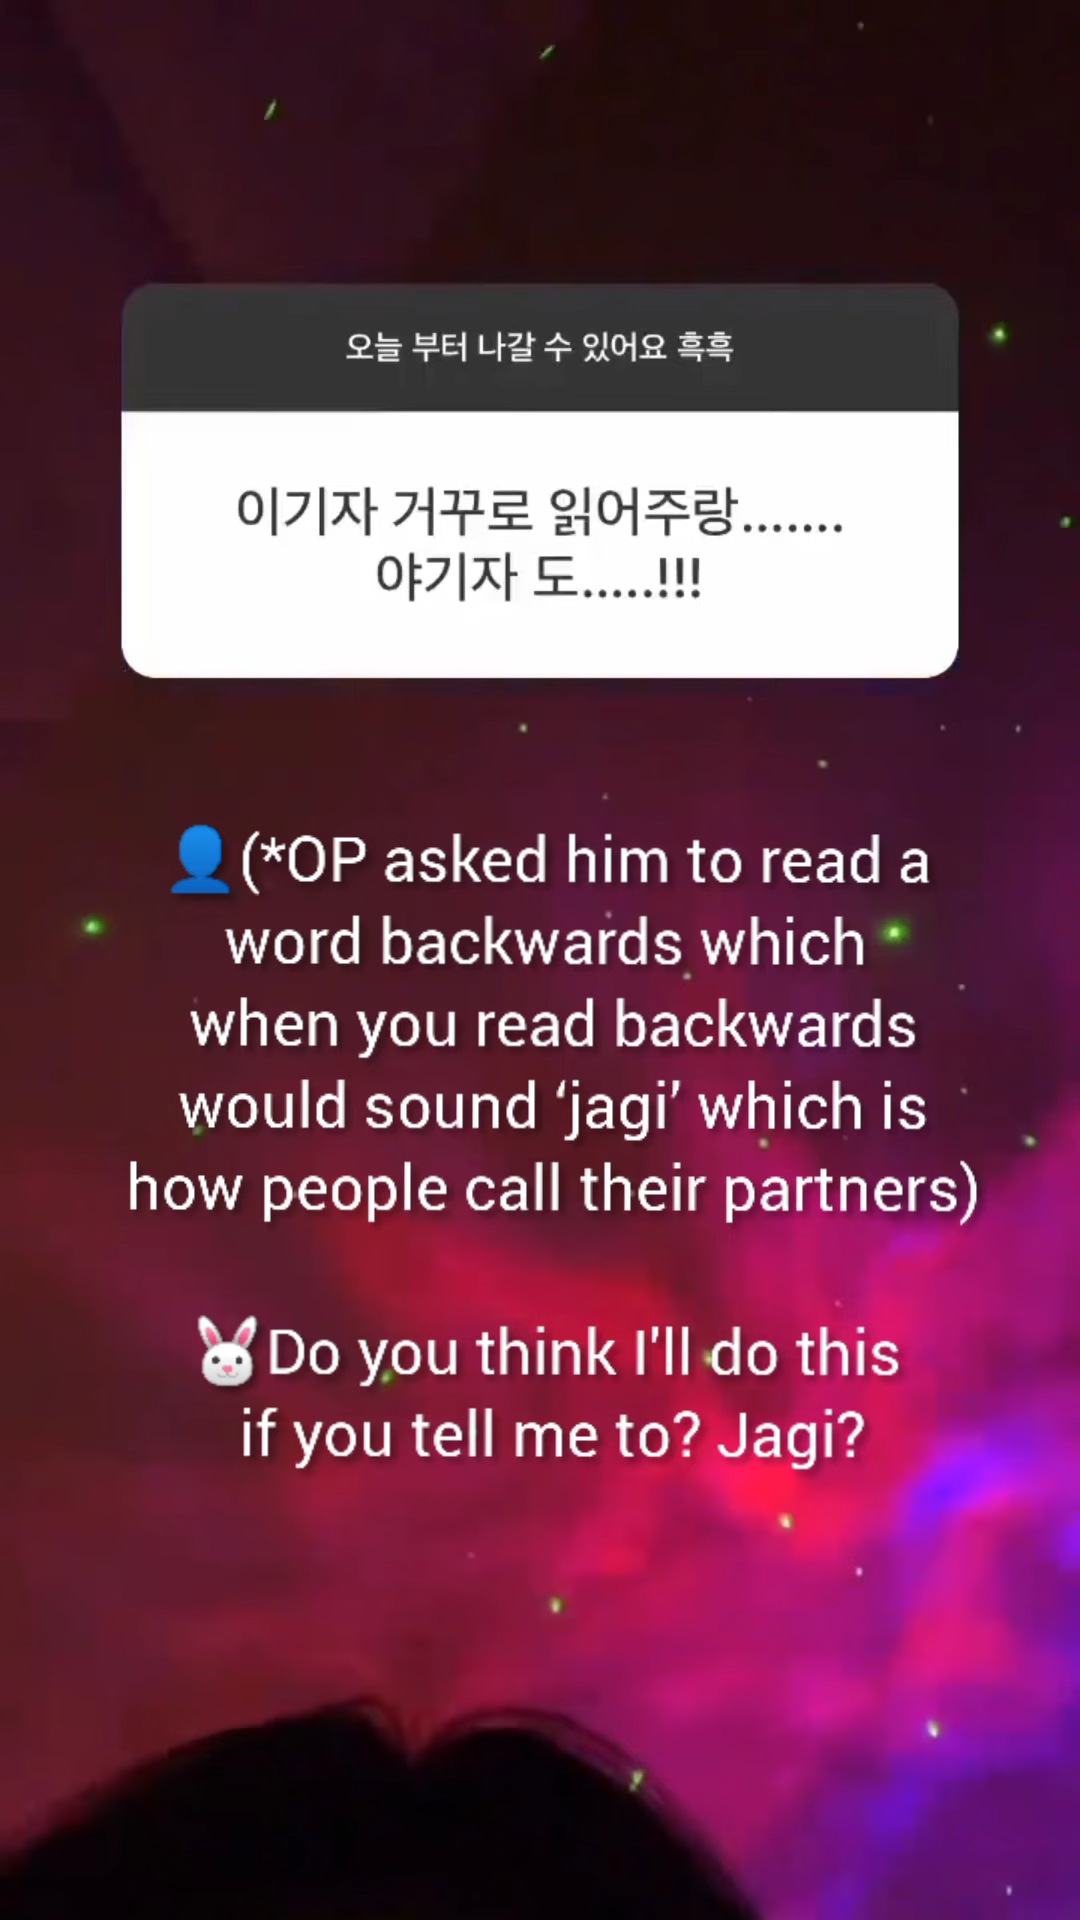 오늘 부터 나갈 수 있어요 흑흑
이기자 거꾸로 읽어주랑.......
야기자 도.....!!!
👤(*OP asked him to read a
word backwards which
when you read backwards
would sound ‘jagi’ which is
how people call their partners)
🐰Do you think I'll do this
if you tell me to? Jagi?